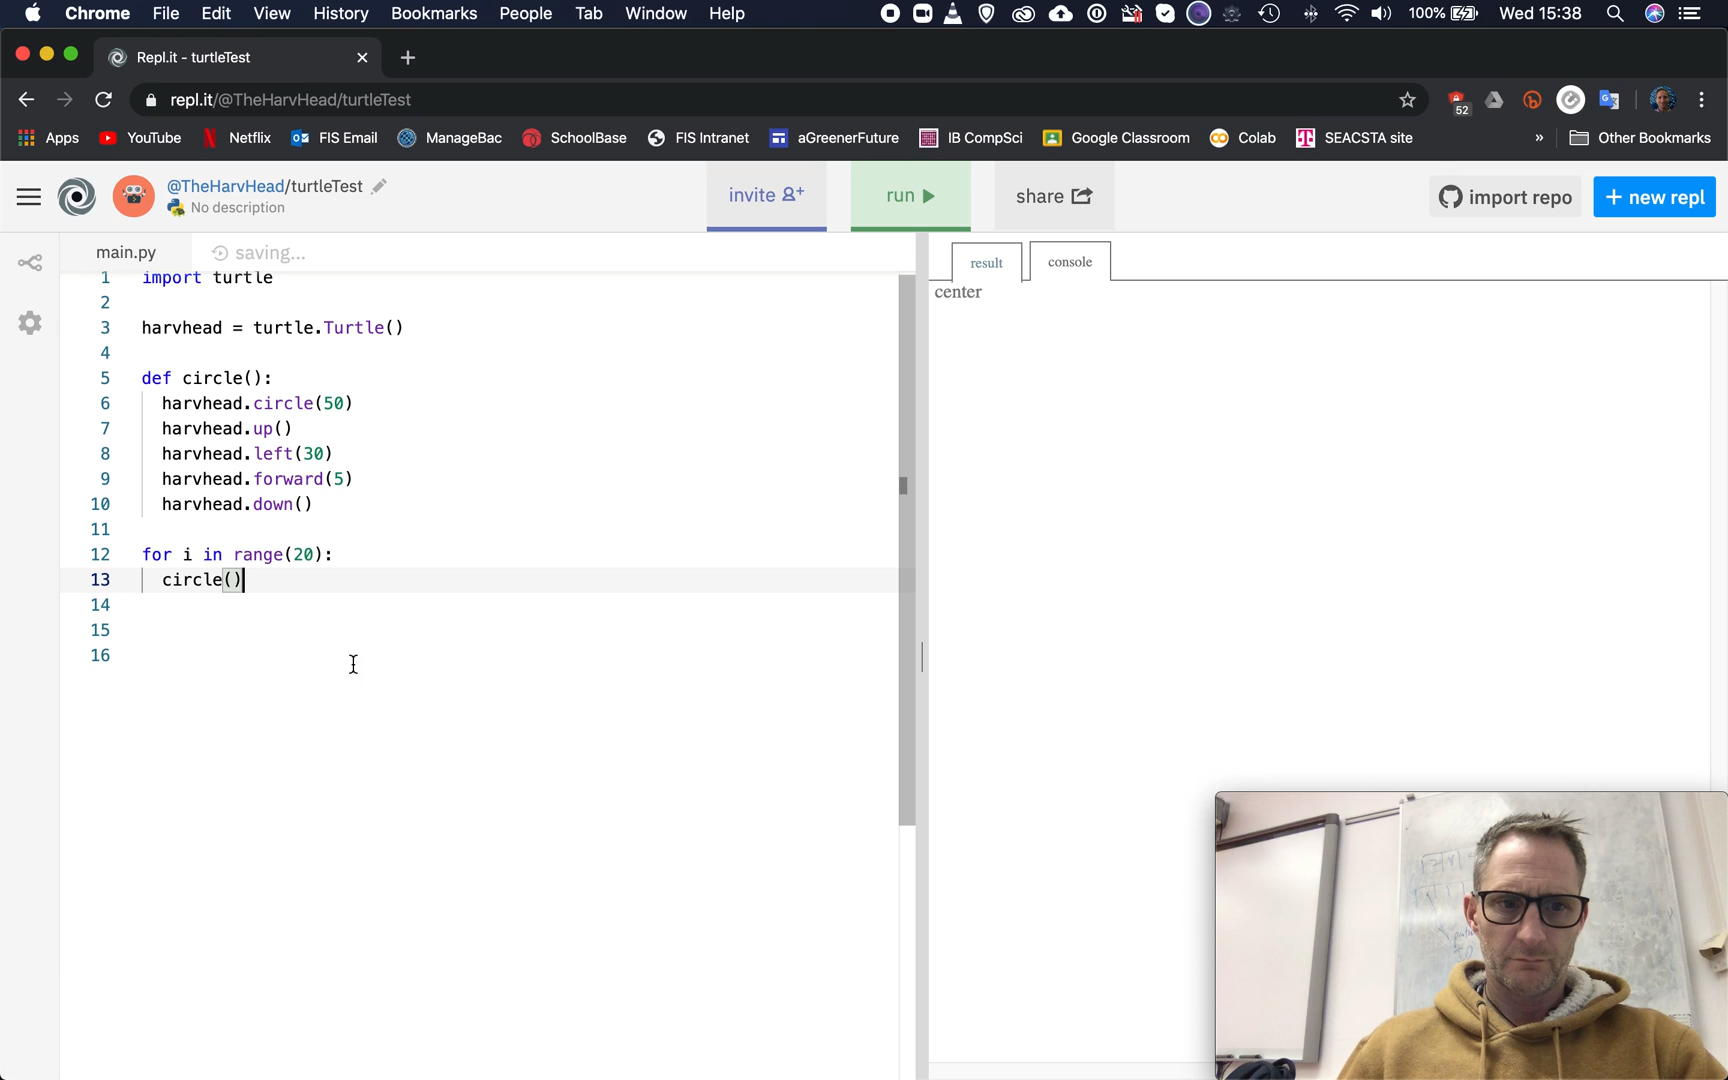 Chrome File Edit View History Bookmarks People Tab Window Help 100% Wed 15:38
Repl.it - turtleTest
repl.it/@TheHarvHead/turtleTest 52
Apps YouTube Netflix FIS Email ManageBac SchoolBase FIS Intranet aGreenerFuture IB CompSci Google Classroom Colab SEACSTA site » Other Bookmarks
@TheHarvHead/turtleTest
No description
invite run share import repo + new repl
main.py saving...
result console
center
1 import turtle
2
3 harvhead = turtle.Turtle()
4
5 def circle():
6 harvhead.circle(50)
7 harvhead.up()
8 harvhead.left(30)
9 harvhead.forward(5)
10 harvhead.down()
11
12 for i in range(20):
13 circle()
14
15
16